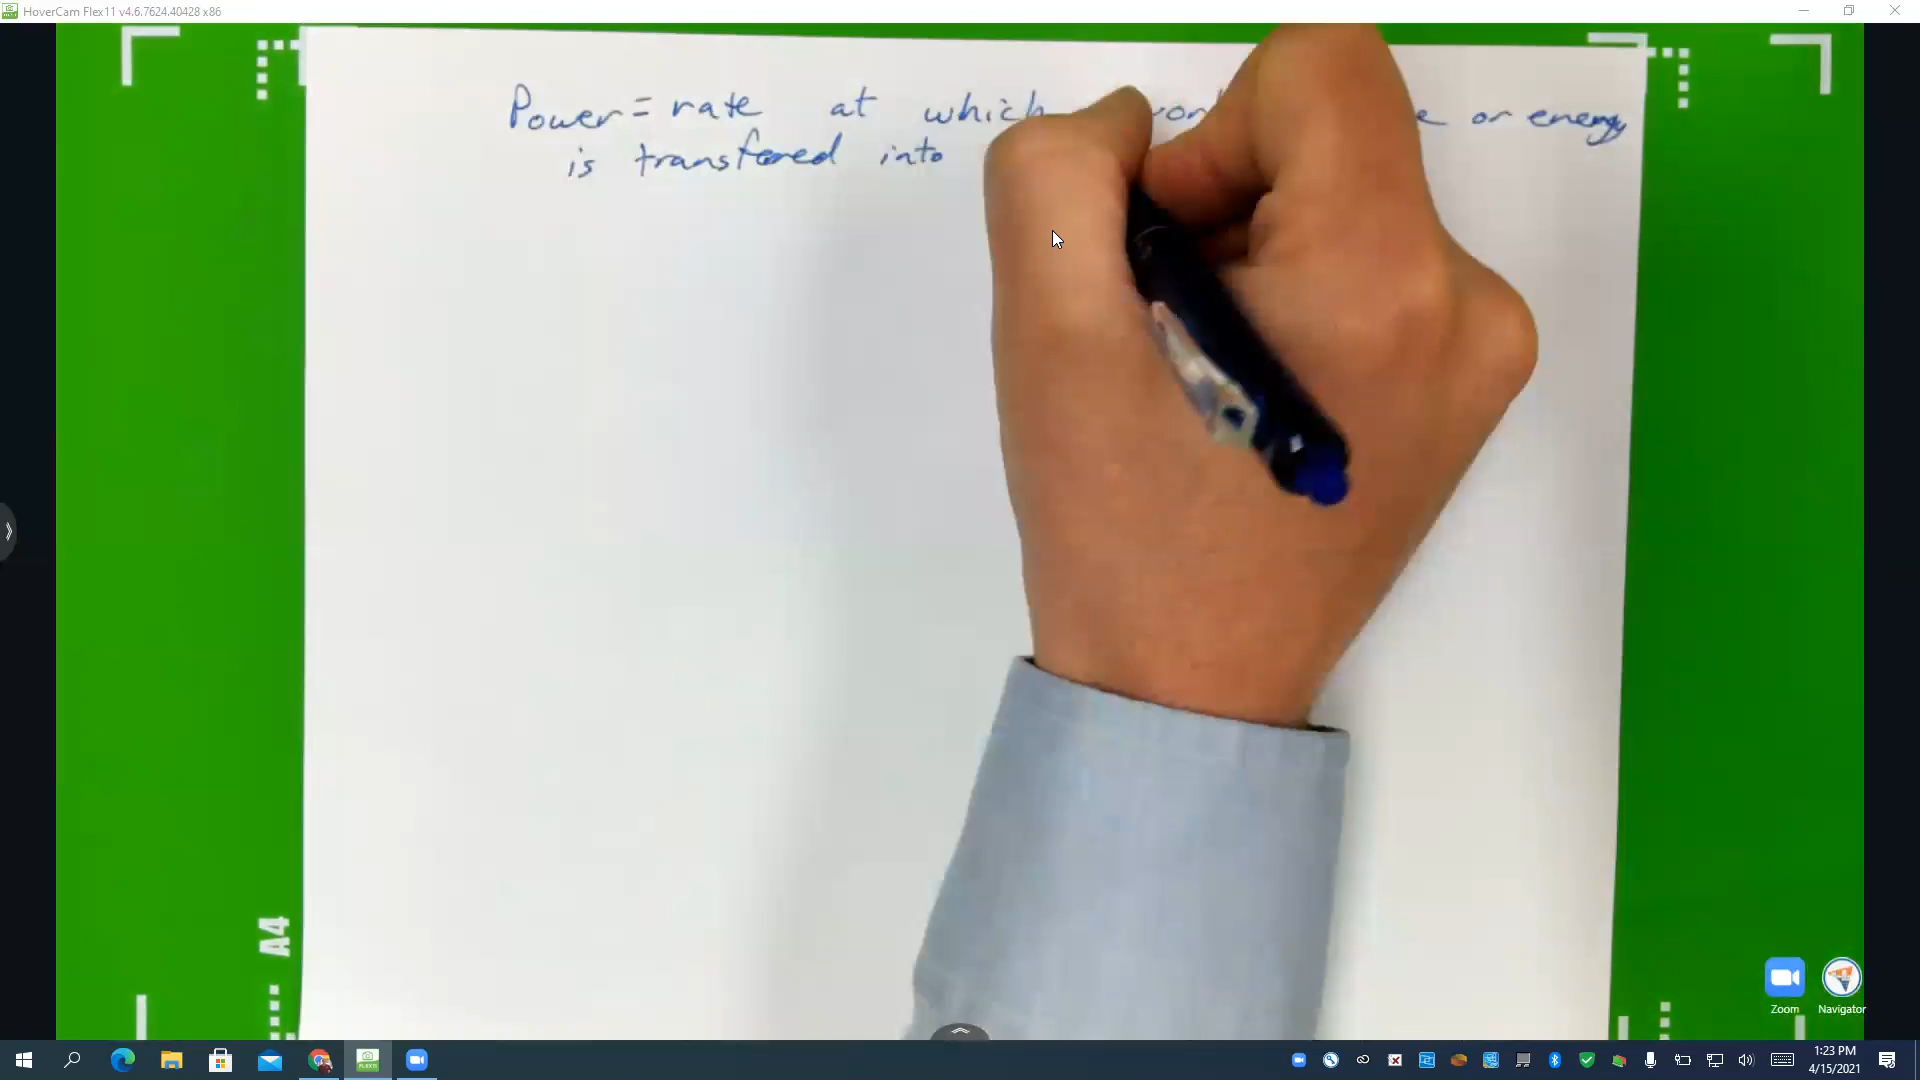 HoverCam Flex11 v4.6.7624.40428 x86
Power = rate at which or energy
is transfered into
A4
Zoom
Navigator
FLEX11
1:23 PM
4/15/2021